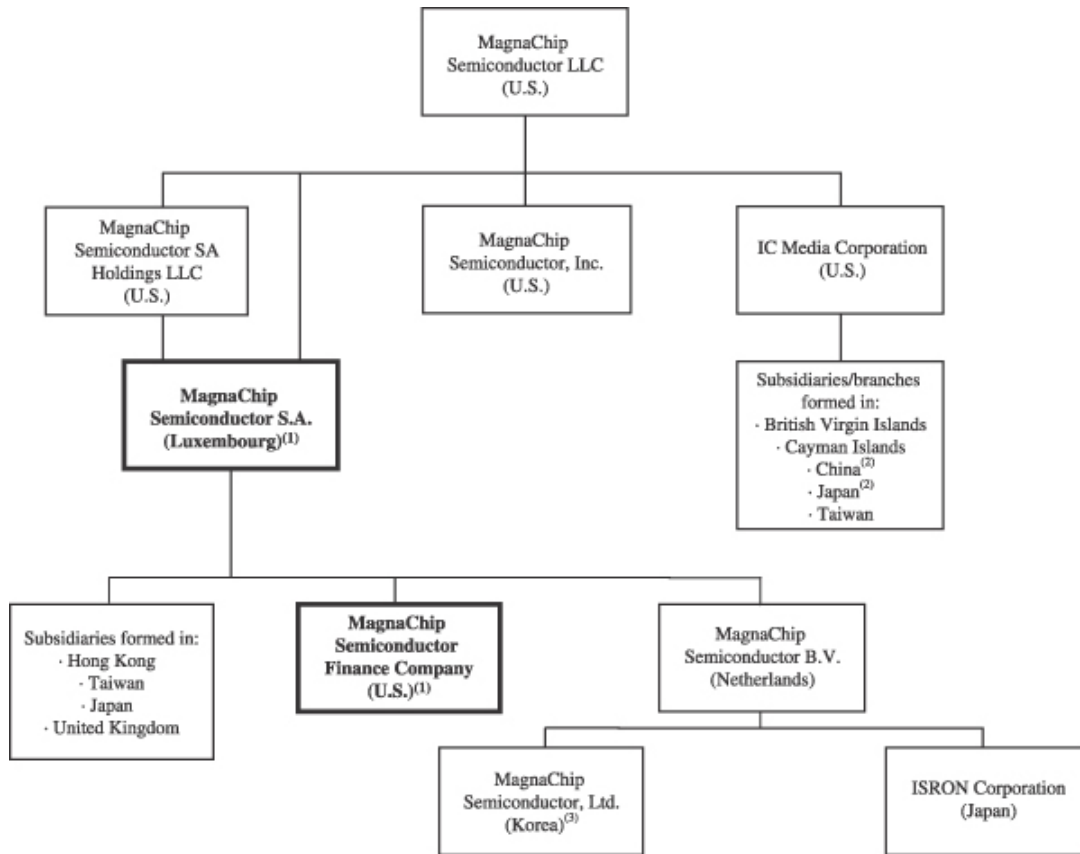 MagnaChip
Semiconductor LLC
(U.S.)
MagnaChip
Semiconductor SA
Holdings LLC
(U.S.)
MagnaChip
Semiconductor, Inc.
(U.S.)
IC Media Corporation
(U.S.)
MagnaChip
Semiconductor S.A.
(Luxembourg)(1)
Subsidiaries/branches
formed in:
· British Virgin Islands
· Cayman Islands
· China(2)
· Japan(2)
· Taiwan
Subsidiaries formed in:
· Hong Kong
· Taiwan
· Japan
· United Kingdom
MagnaChip
Semiconductor
Finance Company
(U.S.)(1)
MagnaChip
Semiconductor B.V.
(Netherlands)
MagnaChip
Semiconductor, Ltd.
(Korea)(3)
ISRON Corporation
(Japan)